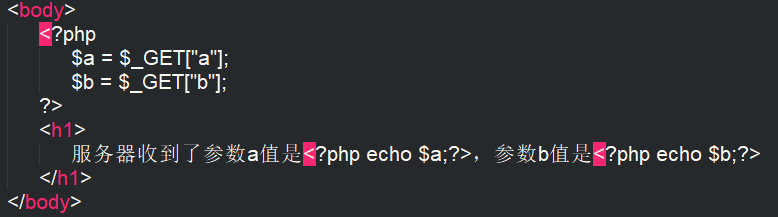 <body>
<?php
$a = $_GET["a"];
$b = $_GET["b"];
?>
<h1>
服务器收到了参数a值是<?php echo $a;?>，参数b值是<?php echo $b;?>
</h1>
</body>